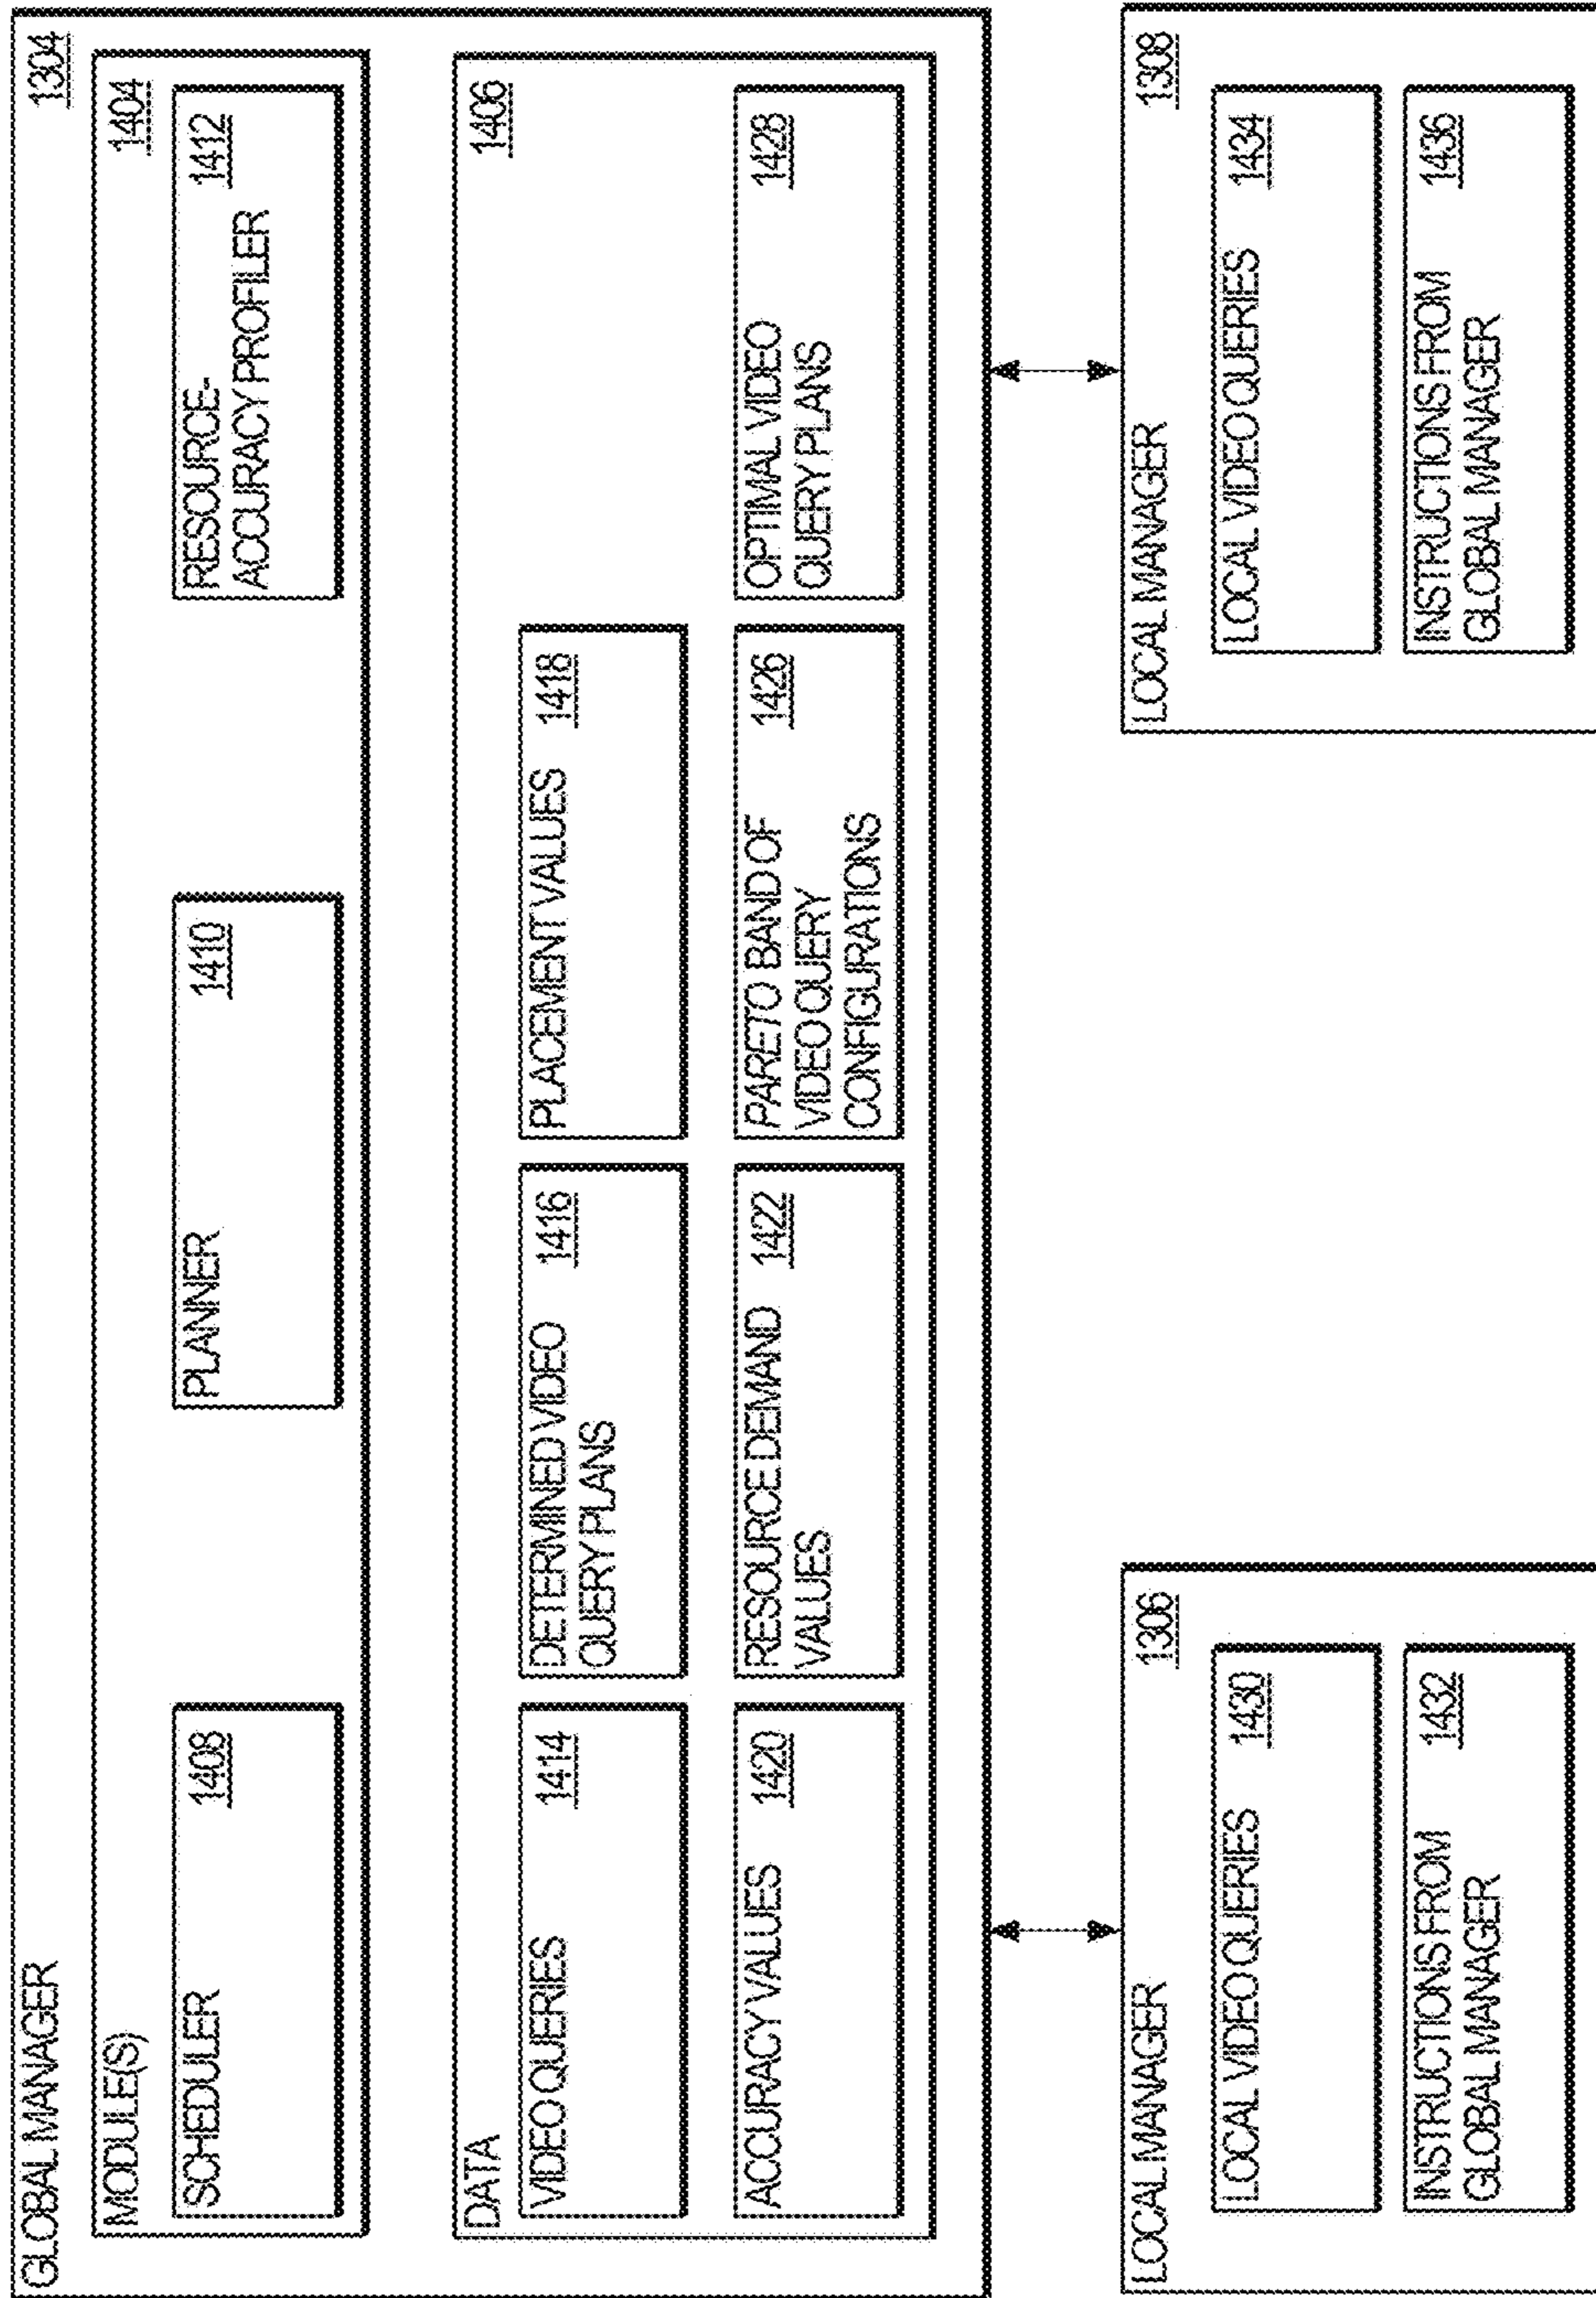 GLOBAL MANAGER 1304
MODULE(S) 1404
SCHEDULER 1408
PLANNER 1410
RESOURCE- 1412
ACCURACY PROFILER
DATA 1406
VIDEO QUERIES 1414
DETERMINED VIDEO 1416
QUERY PLANS
PLACEMENT VALUES 1418
ACCURACY VALUES 1420
RESOURCE DEMAND 1422
VALUES
PARETO BAND OF 1426
VIDEO QUERY
CONFIGURATIONS
OPTIMAL VIDEO 1428
QUERY PLANS
LOCAL MANAGER 1306
LOCAL VIDEO QUERIES 1430
INSTRUCTIONS FROM 1432
GLOBAL MANAGER
LOCAL MANAGER 1308
LOCAL VIDEO QUERIES 1434
INSTRUCTIONS FROM 1436
GLOBAL MANAGER